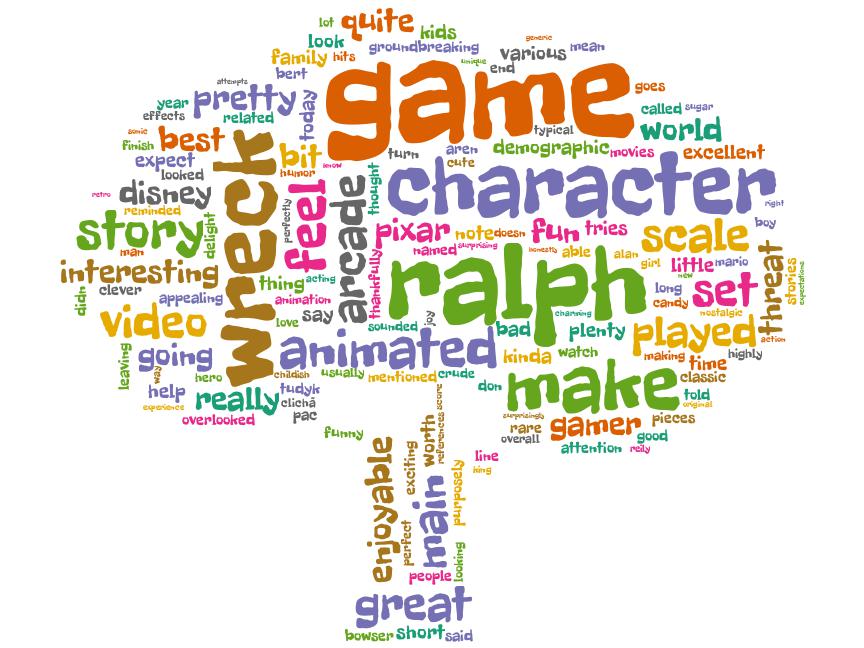 lot
quite
kids
look
groundbreaking
generic
various
mean
family
hits
unique
end
bert
game
attempts
pretty
goes
year
effects
related
today
called
sugar
world
sonic
best
typical
finish
wreck
bit
turn
aren
demographic
movies
excellent
expect
humor
know
cute
looked
thought
character
retro
disney
feel
arcade
right
reminded
perfectly
boy
story
delight
pixar
note
doesn
fun
tries
scale
man
named
surprising
honestly
able
alan
girl
threat
interesting
thankfully
ralph
little
mario
stories
expectations
new
clever
thing
acting
long
set
didn
appealing
animation
candy
video
love
say
joy
charming
nostalgic
sounded
bad
plenty
played
action
going
animated
kinda
watch
making
time
highly
leaving
way
hero
childish
usually
mentioned
crude
don
make
classic
help
really
tudyk
told
experience
clichã
original
overlooked
pac
score
surprisingly
pieces
references
worth
rare
gamer
funny
overall
good
attention
reily
enjoyable
exciting
line
king
main
purposely
perfect
looking
people
great
bowser
short
said